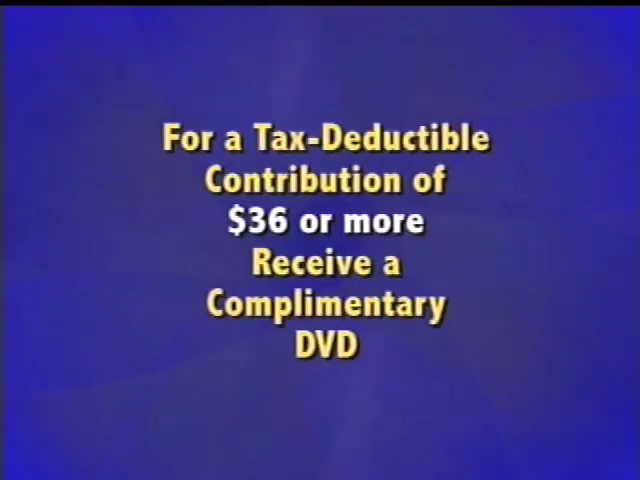 For a Tax-Deductible
Contribution of
$36 or more
Receive a
Complimentary
DVD